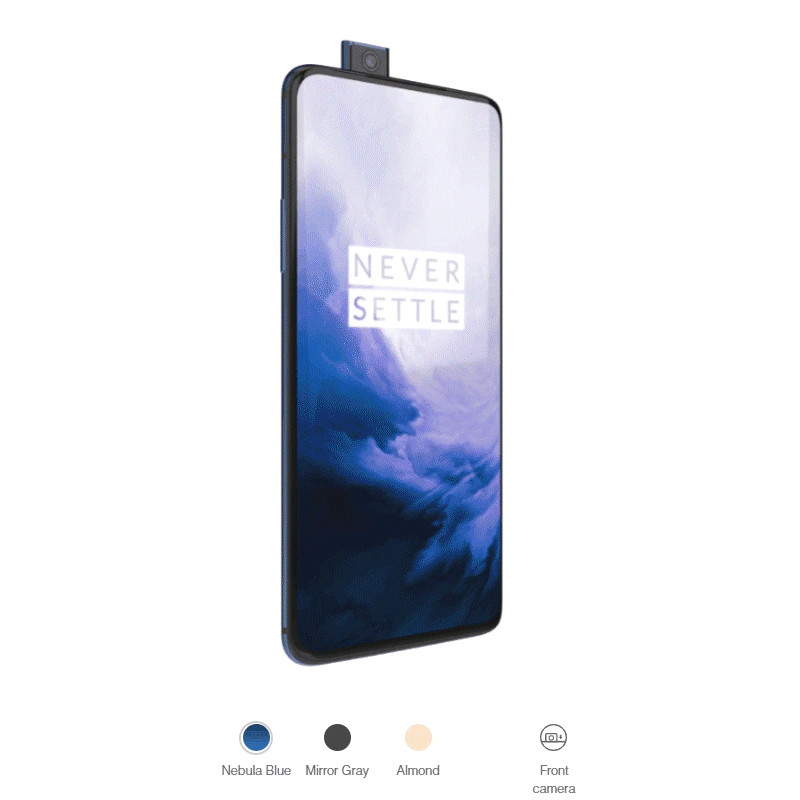 NEVER
SETTLE
Nebula Blue
Mirror Gray
Almond
Front
camera